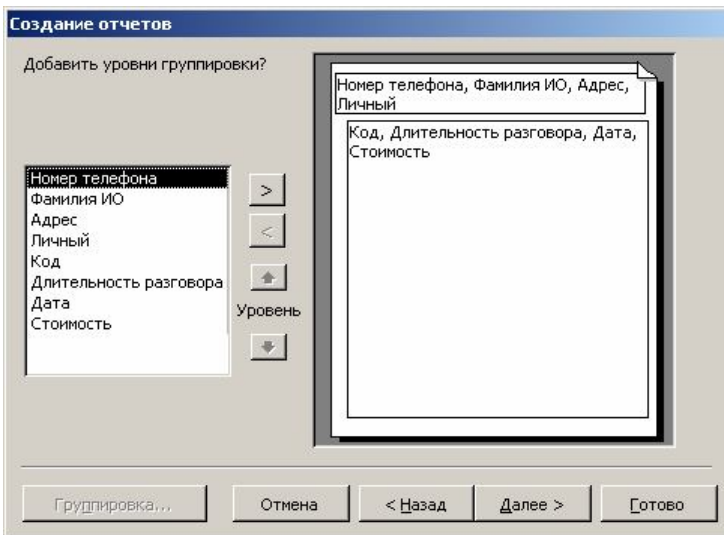 Создание отчетов
Добавить уровни группировки?
Номер телефона
Фамилия ИО
Адрес
Личный
Код
Длительность разговора
Дата
Стоимость
>
<
Уровень
Номер телефона, Фамилия ИО, Адрес,
Личный
Код, Длительность разговора, Дата,
Стоимость
Группировка...
Отмена
< Назад
Далее >
Готово